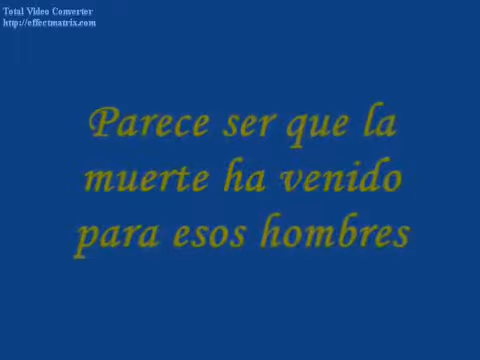 Total Video Converter
http://effectmatrix.com
Parece ser que la
muerte ha venido
para esos hombres